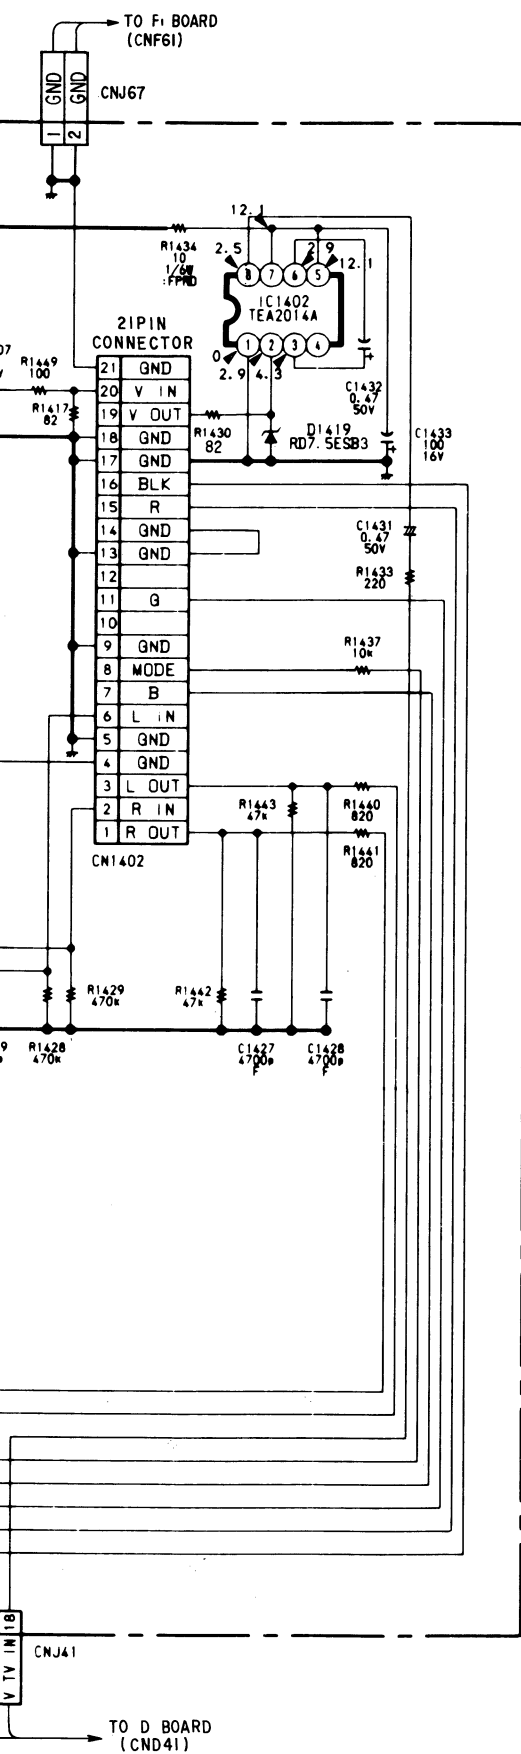 TO F1 BOARD
(CNF61)
GND
GND
CNJ67
1
2
12.1
R1434
10
1/6W
:FPRD
2.5
2.9
12.1
8
7
6
5
IC1402
TEA2014A
1
2
3
4
0
2.9
4.3
21PIN
CONNECTOR
R1449
100
R1417
82
R1430
82
D1419
RD7.5ESB3
C1432
0.47
50V
C1433
100
16V
C1431
0.47
50V
R1433
220
21 GND
20 V IN
19 V OUT
18 GND
17 GND
16 BLK
15 R
14 GND
13 GND
12
11 G
10
9 GND
8 MODE
7 B
6 L IN
5 GND
4 GND
3 L OUT
2 R IN
1 R OUT
CN1402
R1437
10k
R1443
47k
R1440
820
R1441
820
R1429
470k
R1442
47k
R1428
470k
C1427
4700p
F
C1428
4700p
F
V TV IN 18
CNJ41
TO D BOARD
(CND41)